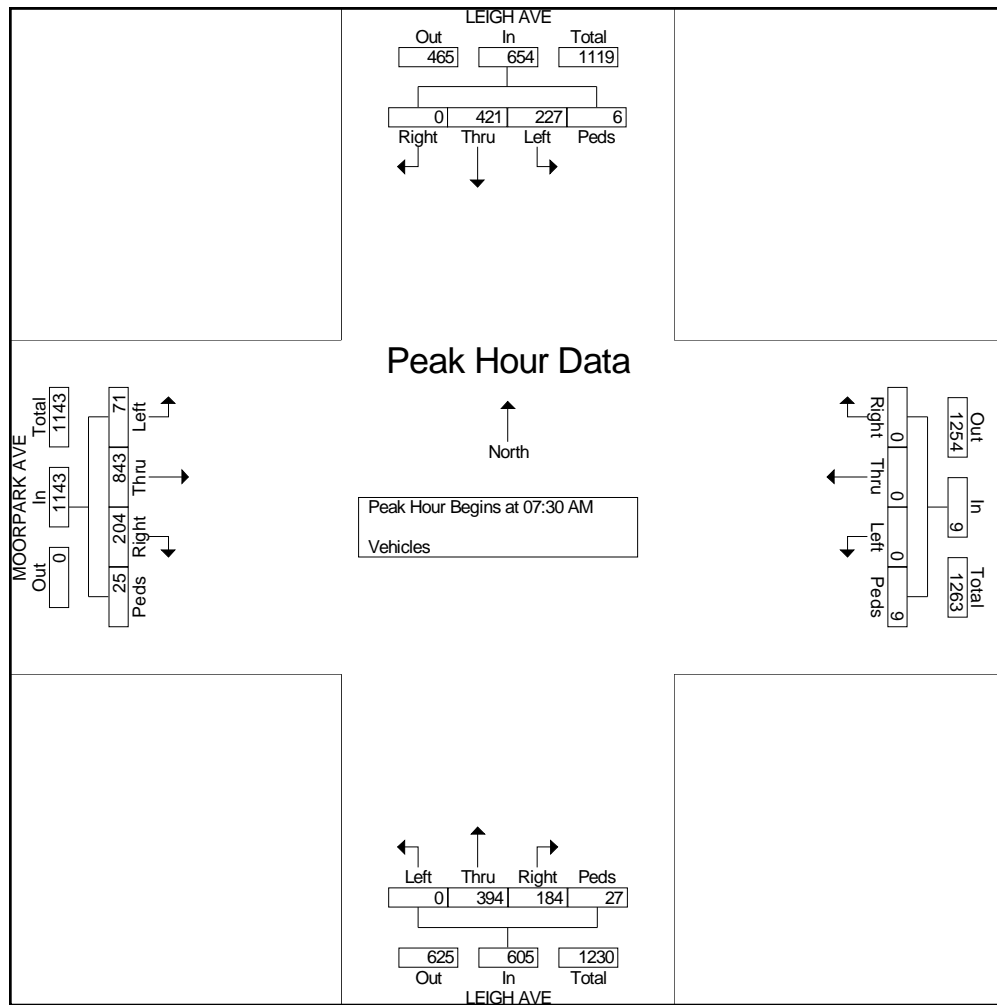 LEIGH AVE
Out In Total
465 654 1119
0 421 227 6
Right Thru Left Peds
Peak Hour Data
North
Peak Hour Begins at 07:30 AM
Vehicles
MOORPARK AVE
Total In Out
1143 1143 0
71 843 204 25
Left Thru Right Peds
Right Thru Left Peds
0 0 0 9
Out In Total
1254 9 1263
Left Thru Right Peds
0 394 184 27
625 605 1230
Out In Total
LEIGH AVE